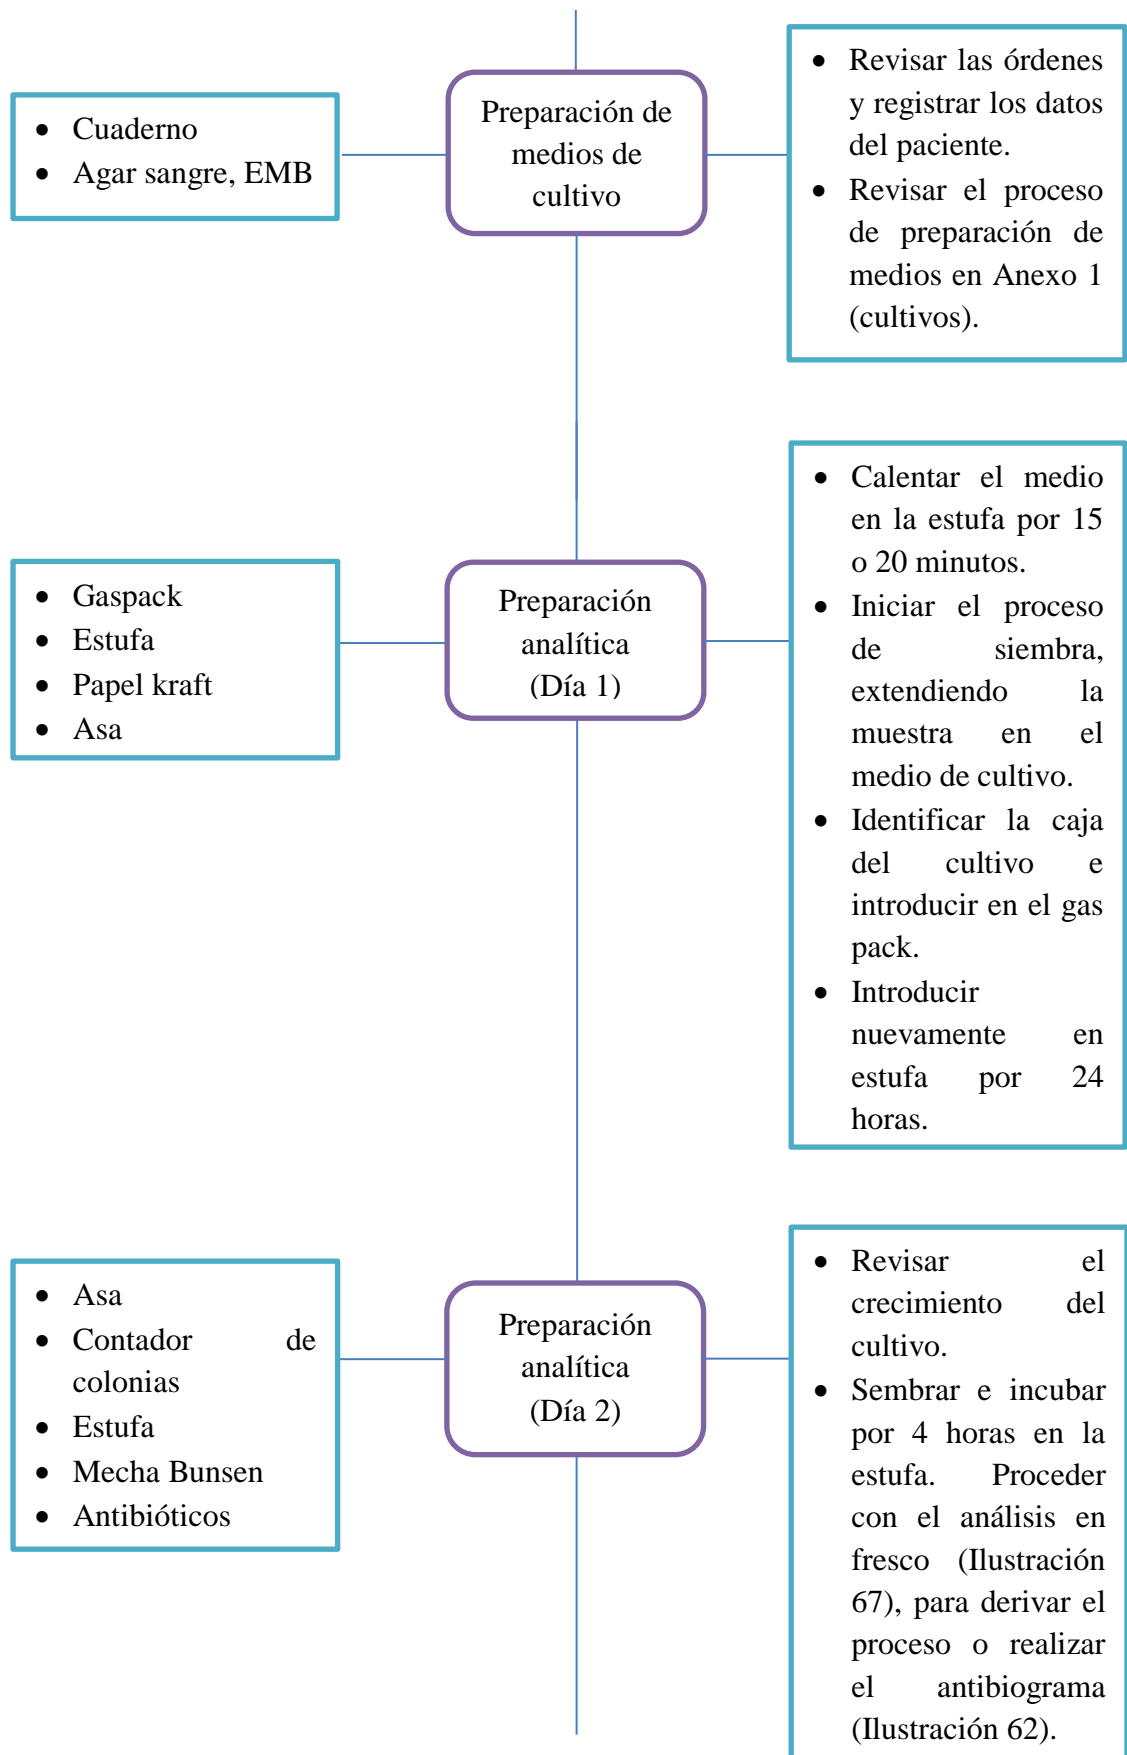 • Cuaderno
• Agar sangre, EMB
Preparación de
medios de
cultivo
• Revisar las órdenes
y registrar los datos
del paciente.
• Revisar el proceso
de preparación de
medios en Anexo 1
(cultivos).
• Gaspack
• Estufa
• Papel kraft
• Asa
Preparación
analítica
(Día 1)
• Calentar el medio
en la estufa por 15
o 20 minutos.
• Iniciar el proceso
de siembra,
extendiendo la
muestra en el
medio de cultivo.
• Identificar la caja
del cultivo e
introducir en el gas
pack.
• Introducir
nuevamente en
estufa por 24
horas.
• Asa
• Contador de
colonias
• Estufa
• Mecha Bunsen
• Antibióticos
Preparación
analítica
(Día 2)
• Revisar el
crecimiento del
cultivo.
• Sembrar e incubar
por 4 horas en la
estufa. Proceder
con el análisis en
fresco (Ilustración
67), para derivar el
proceso o realizar
el antibiograma
(Ilustración 62).